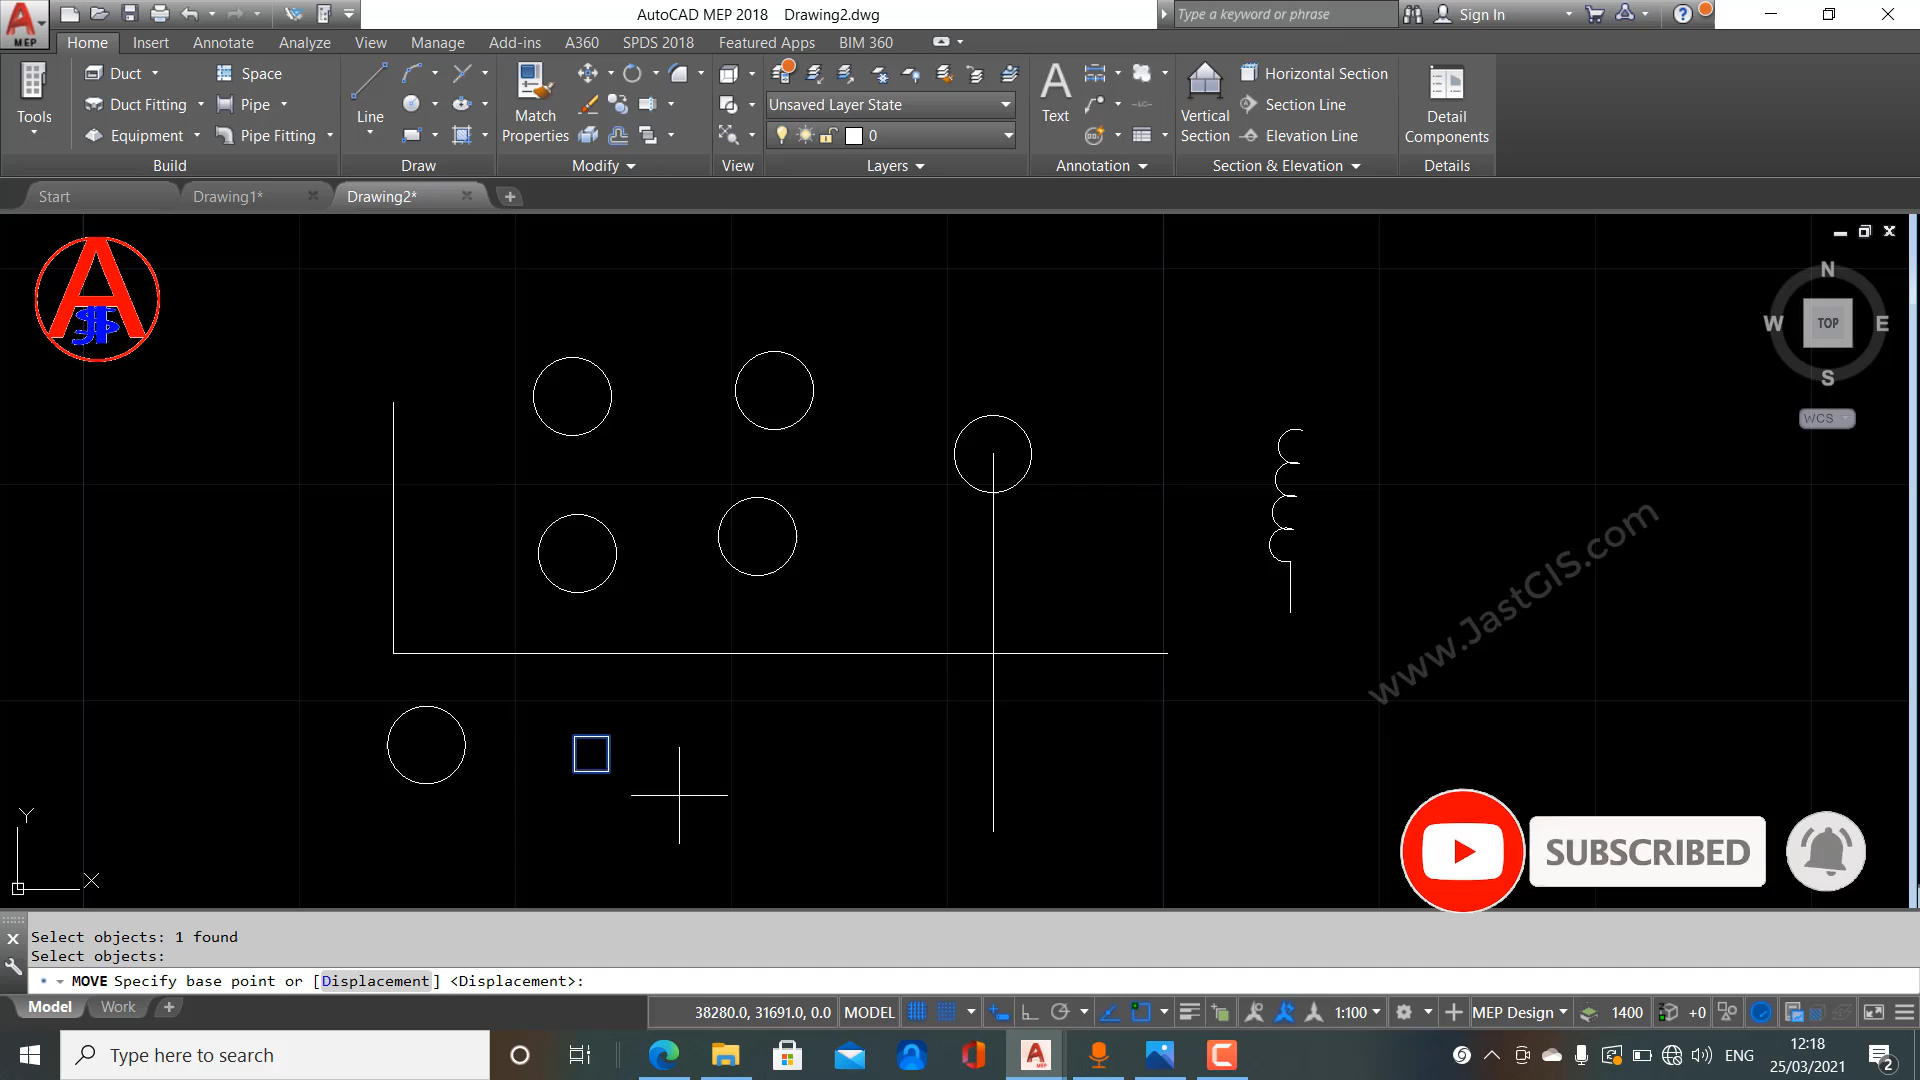 AutoCAD MEP 2018 Drawing2.dwg
Type a keyword or phrase
Sign In
MEP
Home Insert Annotate Analyze View Manage Add-ins A360 SPDS 2018 Featured Apps BIM 360
Tools
Duct
Duct Fitting
Equipment
Space
Pipe
Pipe Fitting
Build
Line
Draw
Match
Properties
Modify
View
Unsaved Layer State
0
Layers
Text
Annotation
Vertical
Section
Horizontal Section
Section Line
Elevation Line
Section & Elevation
Detail
Components
Details
Start Drawing1* Drawing2*
A
N
W TOP E
S
WCS
www.JastGIS.com
Y
X
SUBSCRIBED
Select objects: 1 found
Select objects:
MOVE Specify base point or [Displacement] <Displacement>:
Model Work
38280.0, 31691.0, 0.0 MODEL 1:100 MEP Design 1400 +0
Type here to search
ENG
12:18
25/03/2021
2